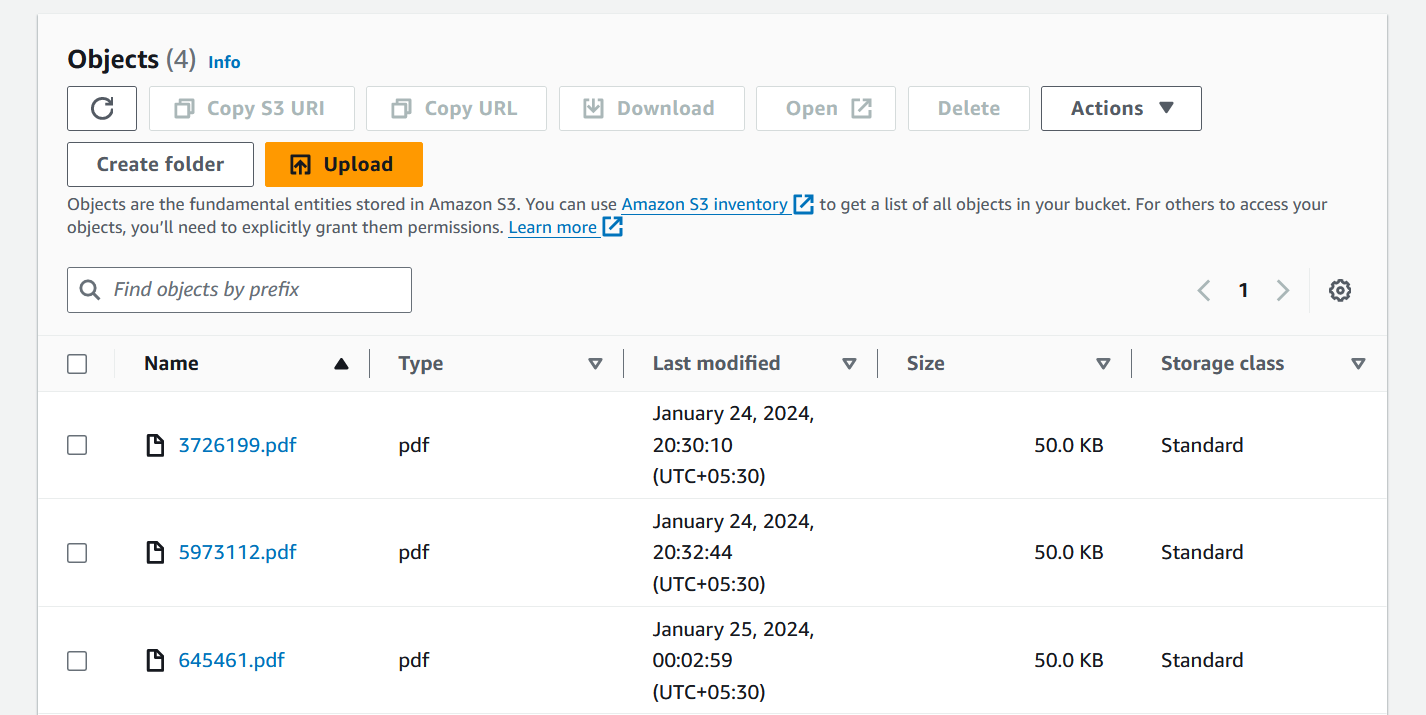 Objects (4) Info
Copy S3 URI Copy URL Download Open Delete Actions
Create folder Upload
Objects are the fundamental entities stored in Amazon S3. You can use Amazon S3 inventory to get a list of all objects in your bucket. For others to access your
objects, you’ll need to explicitly grant them permissions. Learn more
Find objects by prefix 1
Name Type Last modified Size Storage class
January 24, 2024,
3726199.pdf pdf 20:30:10 50.0 KB Standard
(UTC+05:30)
January 24, 2024,
5973112.pdf pdf 20:32:44 50.0 KB Standard
(UTC+05:30)
January 25, 2024,
645461.pdf pdf 00:02:59 50.0 KB Standard
(UTC+05:30)